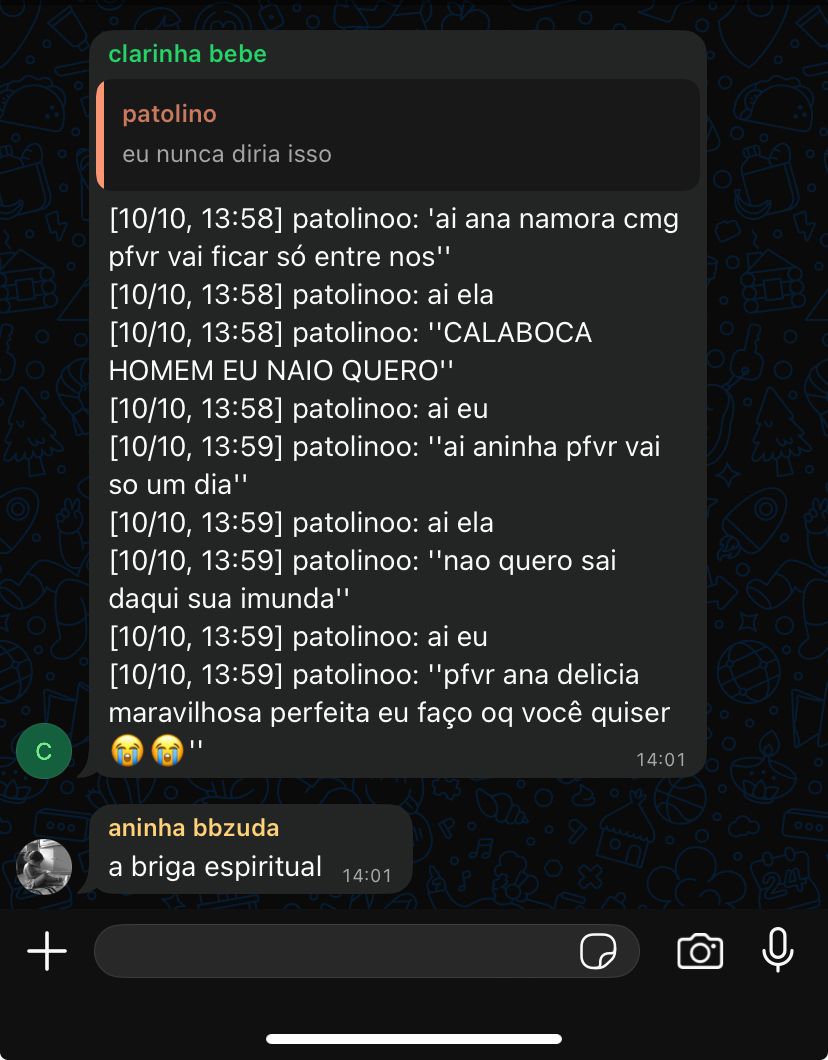 clarinha bebe
patolino
eu nunca diria isso
[10/10, 13:58] patolinoo: 'ai ana namora cmg
pfvr vai ficar só entre nos''
[10/10, 13:58] patolinoo: ai ela
[10/10, 13:58] patolinoo: ''CALABOCA
HOMEM EU NAIO QUERO''
[10/10, 13:58] patolinoo: ai eu
[10/10, 13:59] patolinoo: ''ai aninha pfvr vai
so um dia''
[10/10, 13:59] patolinoo: ai ela
[10/10, 13:59] patolinoo: ''nao quero sai
daqui sua imunda''
[10/10, 13:59] patolinoo: ai eu
[10/10, 13:59] patolinoo: ''pfvr ana delicia
maravilhosa perfeita eu faço oq você quiser
😭😭''
14:01
C
aninha bbzuda
a briga espiritual 14:01